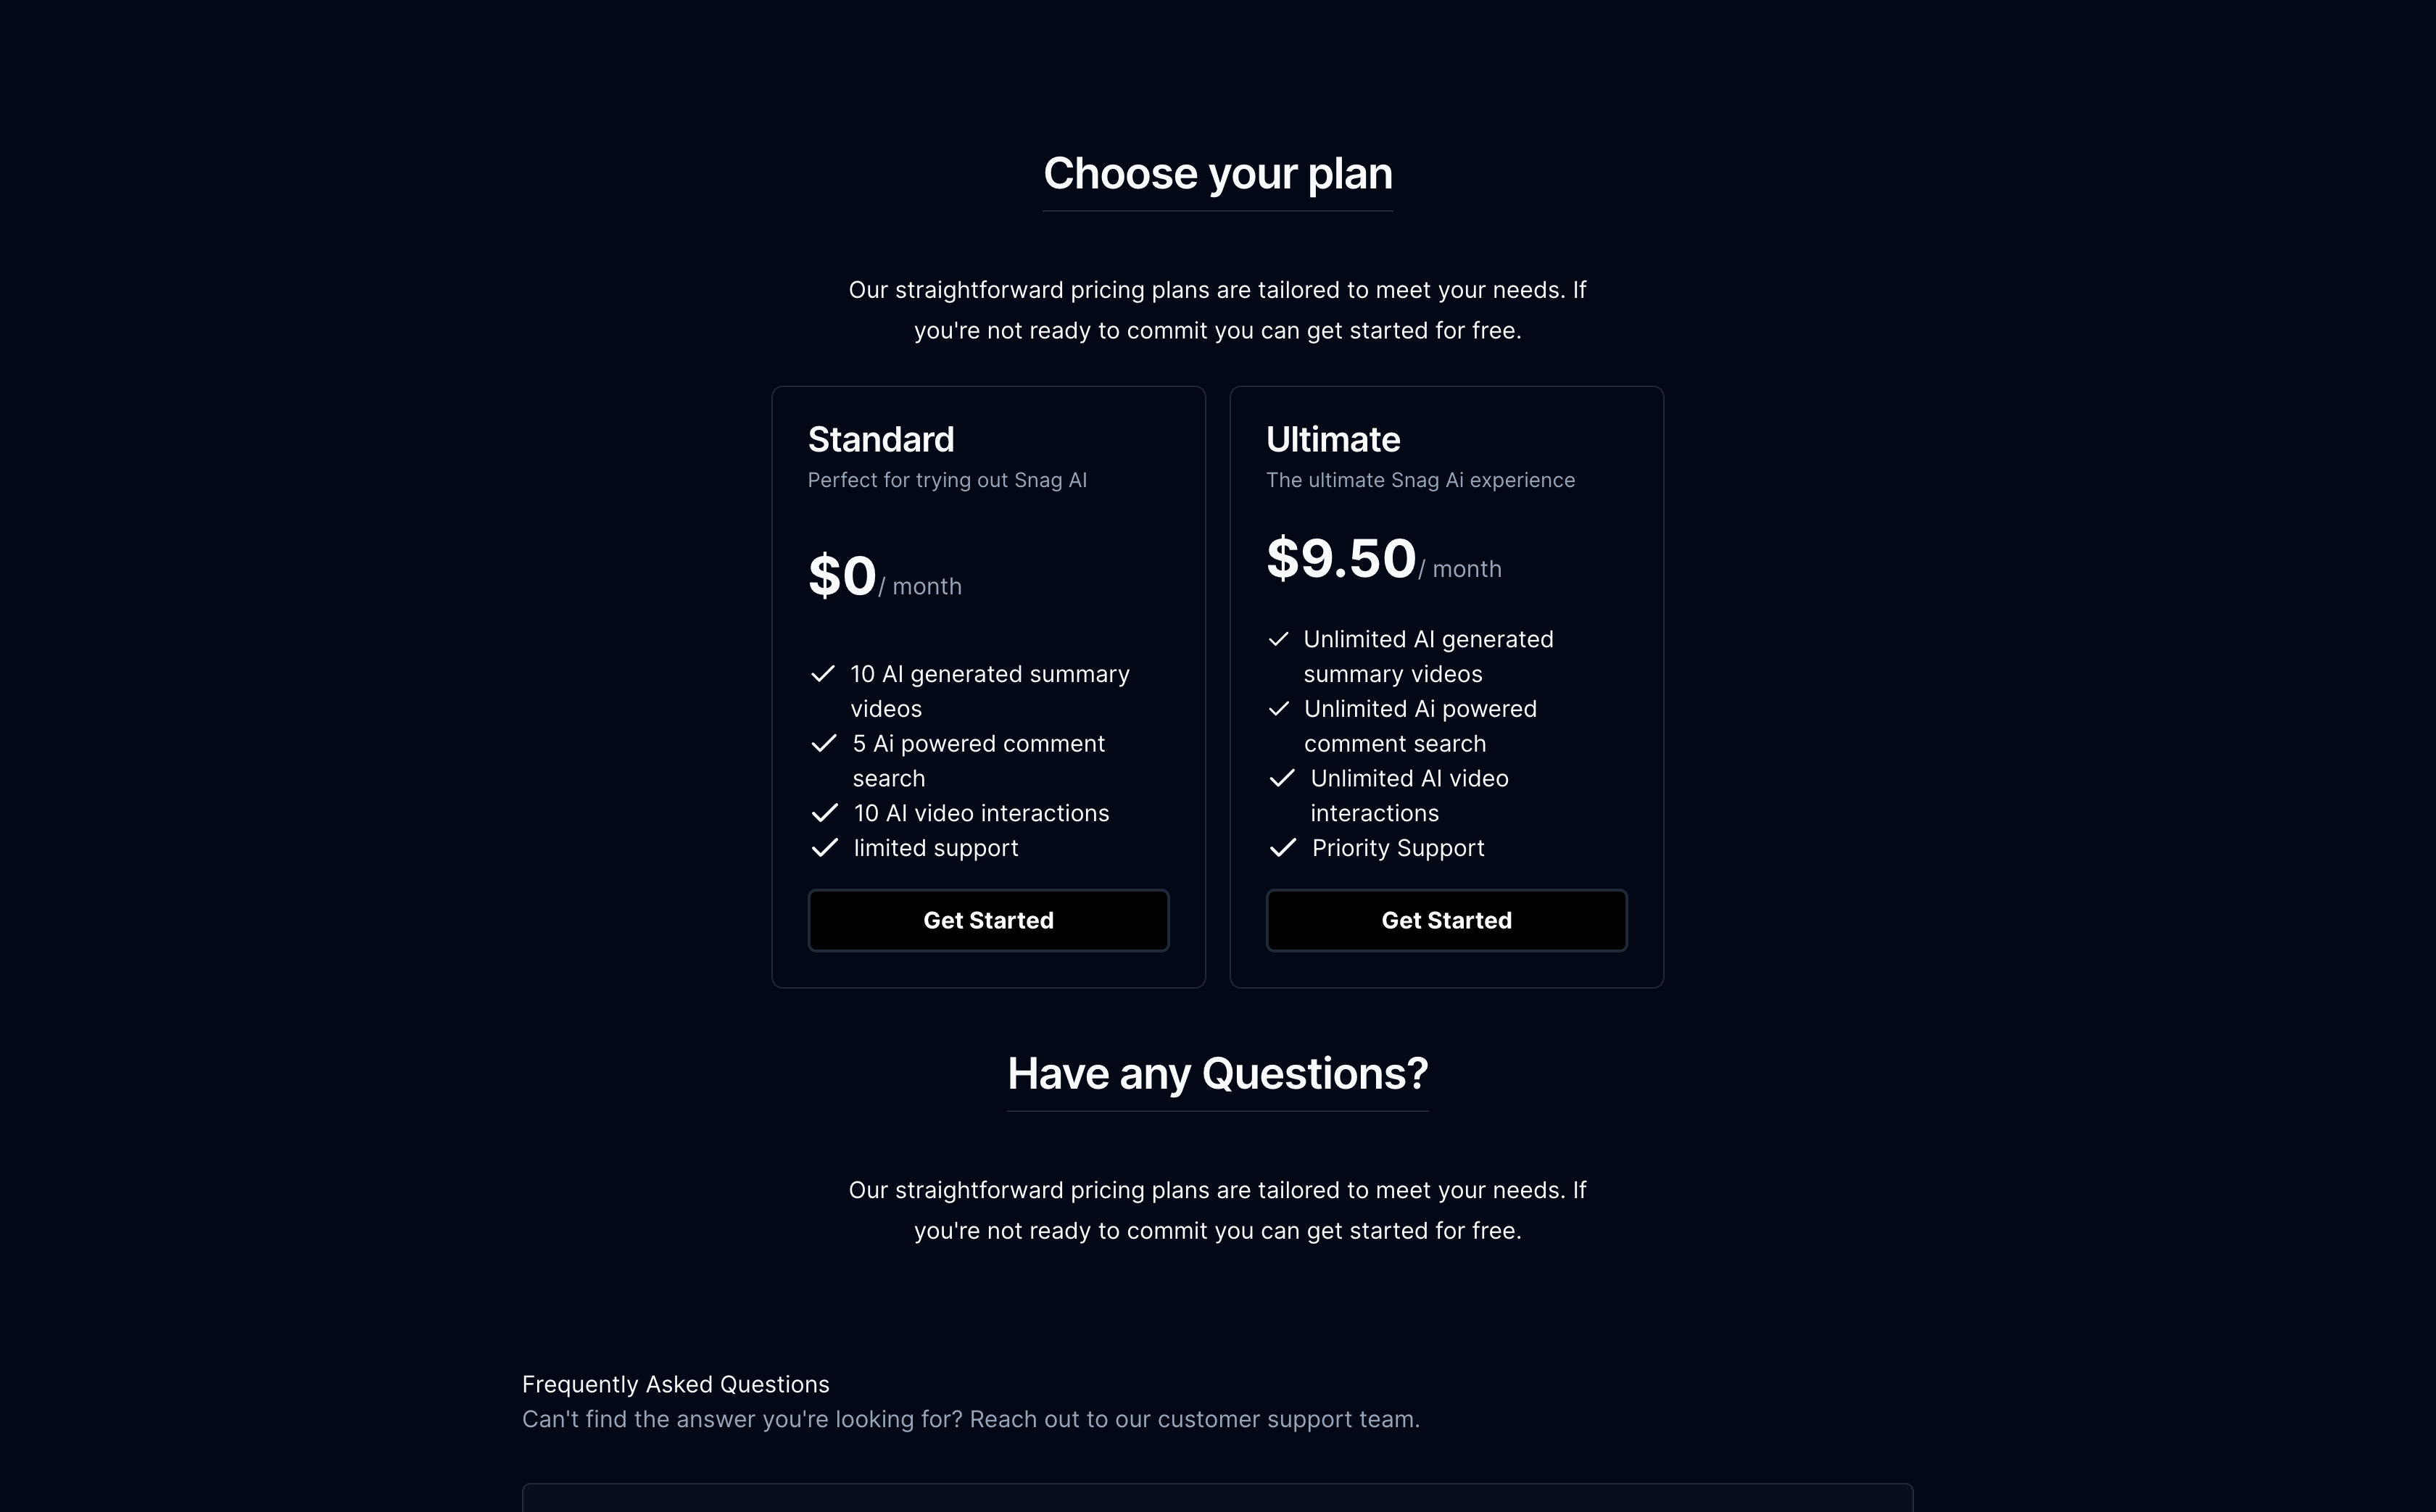 Choose your plan
Our straightforward pricing plans are tailored to meet your needs. If
you're not ready to commit you can get started for free.
Standard
Perfect for trying out Snag AI
$0/ month
10 AI generated summary
videos
5 Ai powered comment
search
10 AI video interactions
limited support
Get Started
Ultimate
The ultimate Snag Ai experience
$9.50/ month
Unlimited AI generated
summary videos
Unlimited Ai powered
comment search
Unlimited AI video
interactions
Priority Support
Get Started
Have any Questions?
Our straightforward pricing plans are tailored to meet your needs. If
you're not ready to commit you can get started for free.
Frequently Asked Questions
Can't find the answer you're looking for? Reach out to our customer support team.